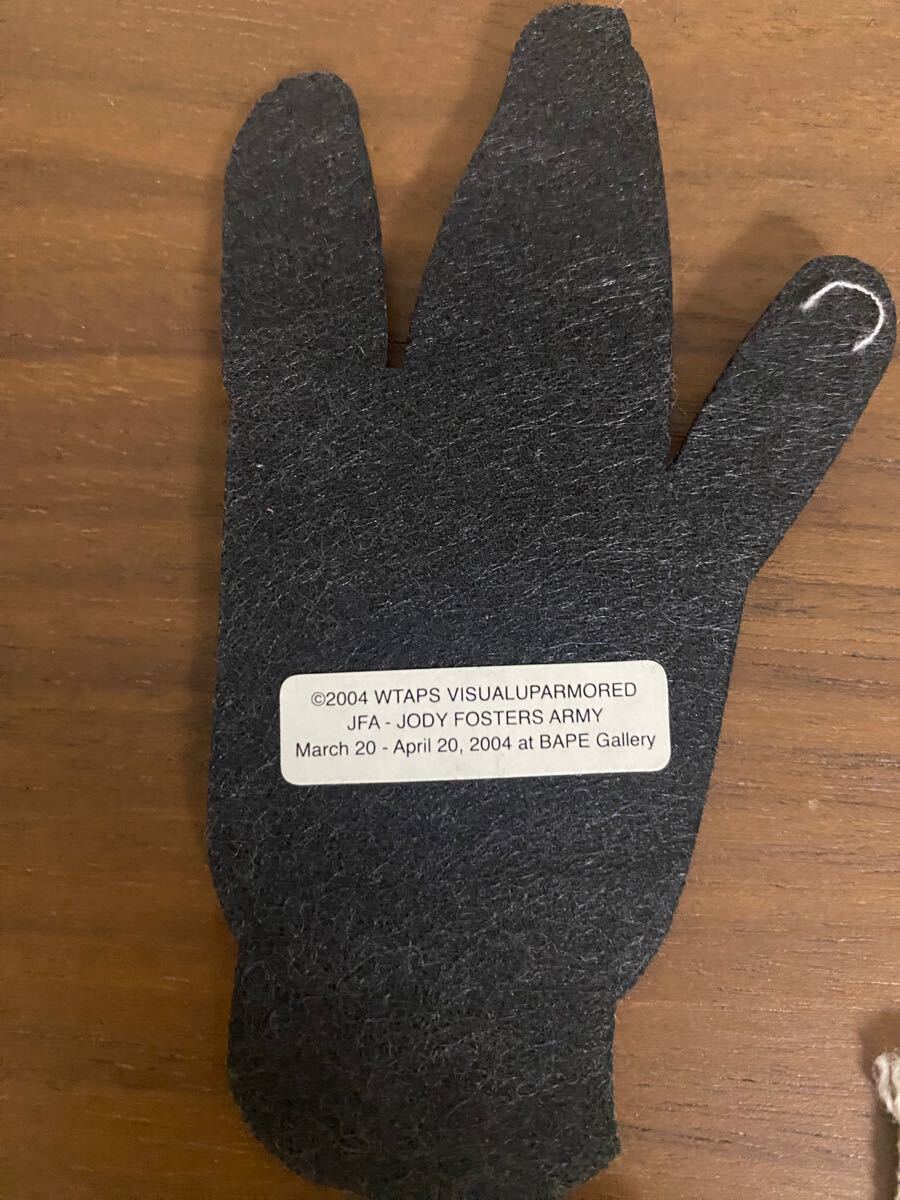 ©2004 WTAPS VISUALUPARMORED
JFA - JODY FOSTERS ARMY
March 20 - April 20, 2004 at BAPE Gallery